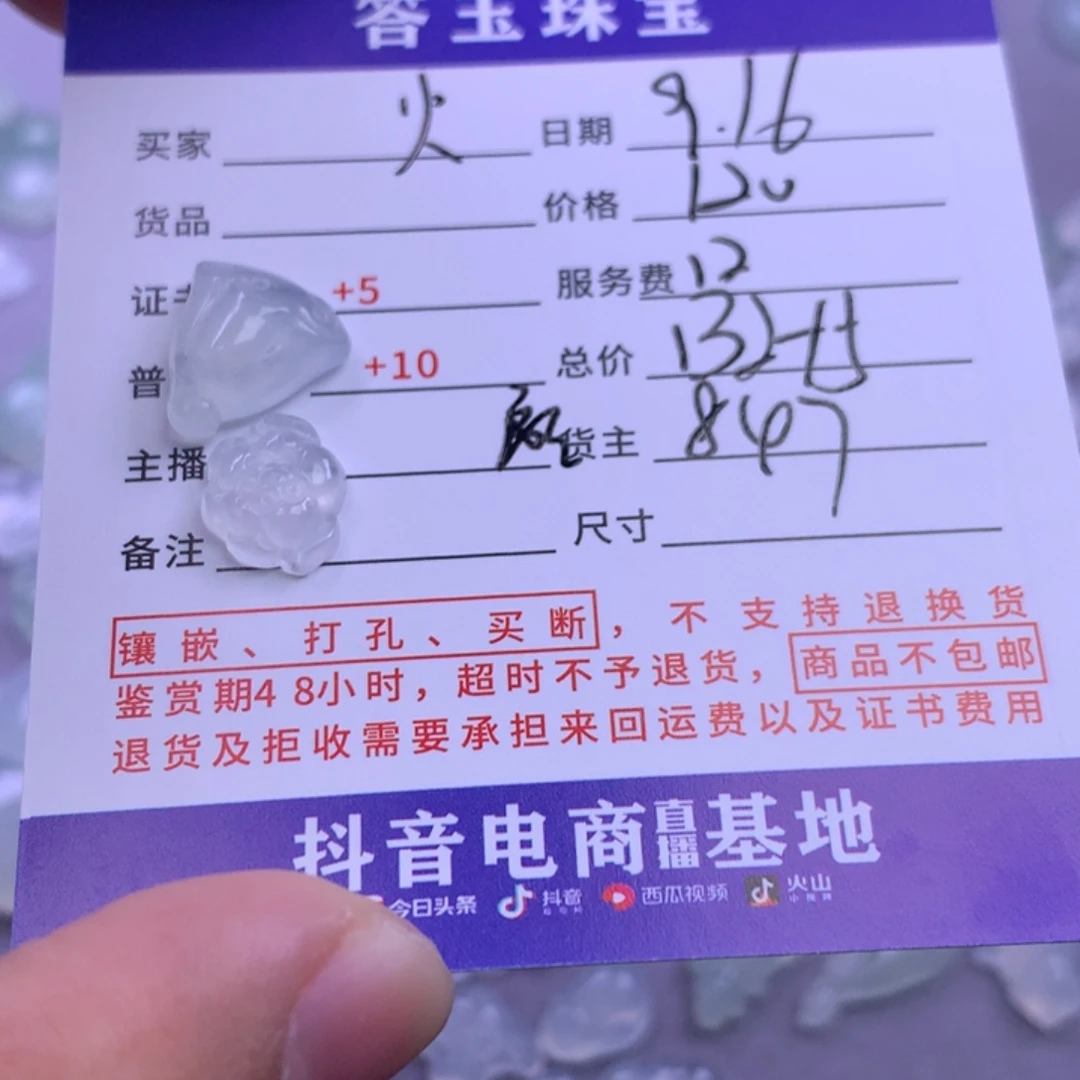 答玉珠宝
买家 火 日期 9.16
货品 价格 120
服务费 12
+5
+10 总价 132
主播 货主 847
备注 尺寸
镶嵌、打孔、买断，不支持退换货
鉴赏期48小时，超时不予退货，商品不包邮
退货及拒收需要承担来回运费以及证书费用
抖音电商直播基地
今日头条 抖音 西瓜视频 火山